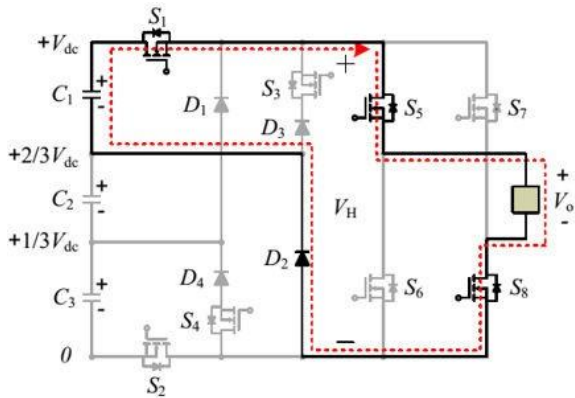 S1
+Vdc
+
C1
-
D1
S3
D3
+
S5
S7
+2/3Vdc
+
C2
-
VH
+
Vo
-
+1/3Vdc
D2
D4
+
C3
-
S4
S6
S8
0
S2
−